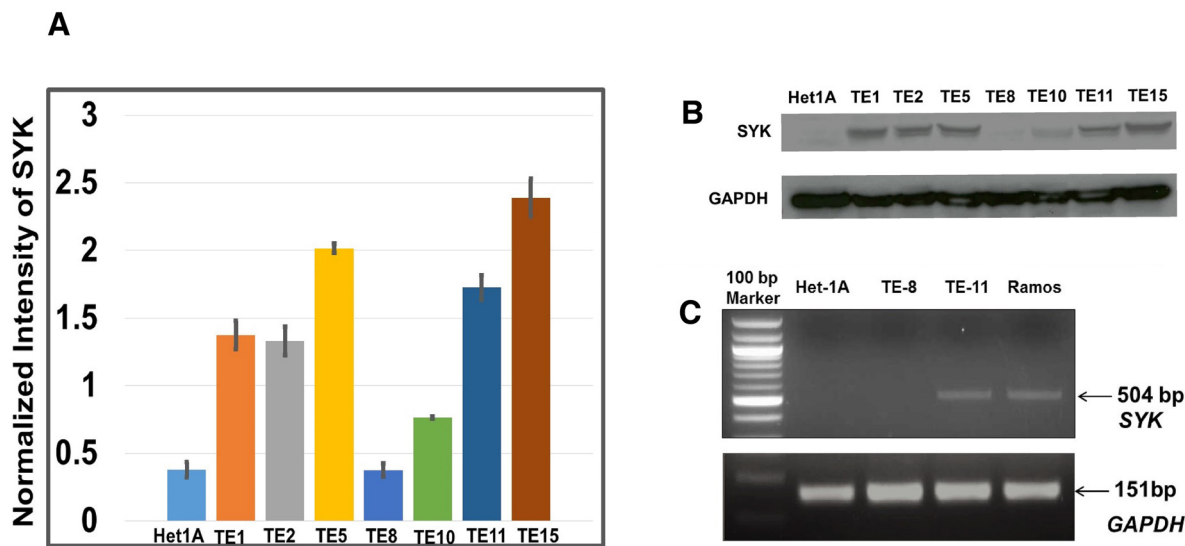 A
Normalized Intensity of SYK
3
2.5
2
1.5
1
0.5
0
Het1A TE1 TE2 TE5 TE8 TE10 TE11 TE15
B
Het1A TE1 TE2 TE5 TE8 TE10 TE11 TE15
SYK
GAPDH
C
100 bp
Marker
Het-1A TE-8 TE-11 Ramos
504 bp
SYK
151bp
GAPDH